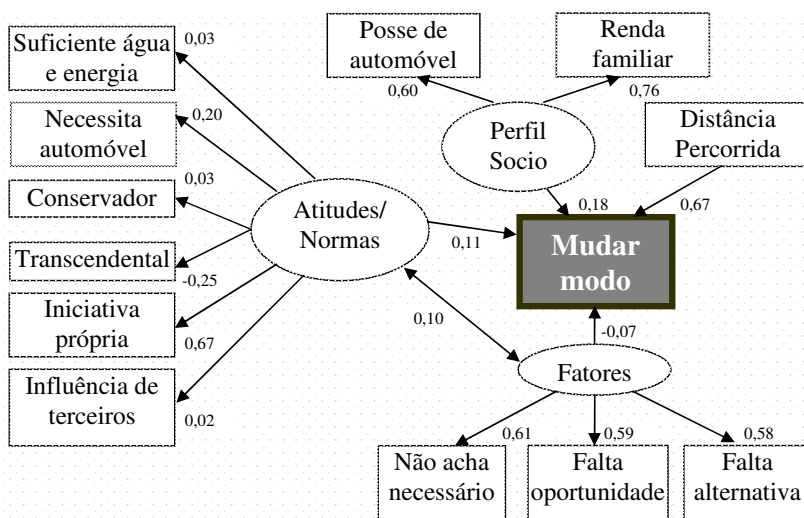 Suficiente água
e energia
0,03
Necessita
automóvel
0,20
Conservador
0,03
Transcendental
-0,25
Iniciativa
própria
0,67
Influência de
terceiros
0,02
Atitudes/
Normas
0,11
0,10
Posse de
automóvel
0,60
Renda
familiar
0,76
Perfil
Socio
0,18
Distância
Percorrida
0,67
Mudar
modo
-0,07
Fatores
0,61
0,59
0,58
Não acha
necessário
Falta
oportunidade
Falta
alternativa